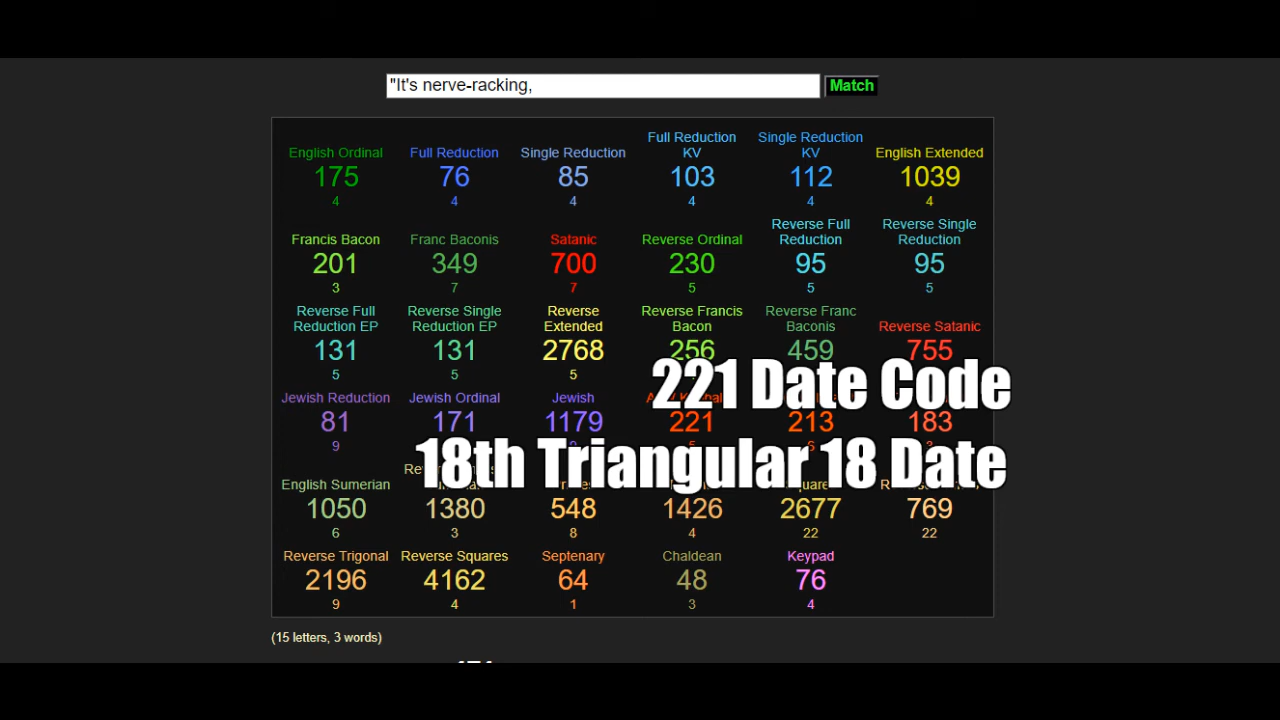 "It's nerve-racking,
Match
Full Reduction Single Reduction
English Ordinal Full Reduction Single Reduction KV KV English Extended
175 76 85 103 112 1039
4 4 4 4 4 4
Reverse Full Reverse Single
Francis Bacon Franc Baconis Satanic Reverse Ordinal Reduction Reduction
201 349 700 230 95 95
3 7 7 5 5 5
Reverse Full Reverse Single Reverse Reverse Francis Reverse Franc
Reduction EP Reduction EP Extended Bacon Baconis Reverse Satanic
131 131 2768 256 459 755
5 5 5
221 Date Code
Jewish Reduction Jewish Ordinal Jewish
81 171 1179 221 213 183
9
18th Triangular 18 Date
English Sumerian
1050 1380 548 1426 2677 769
6 3 8 4 22 22
Reverse Trigonal Reverse Squares Septenary Chaldean Keypad
2196 4162 64 48 76
9 4 1 3 4
(15 letters, 3 words)